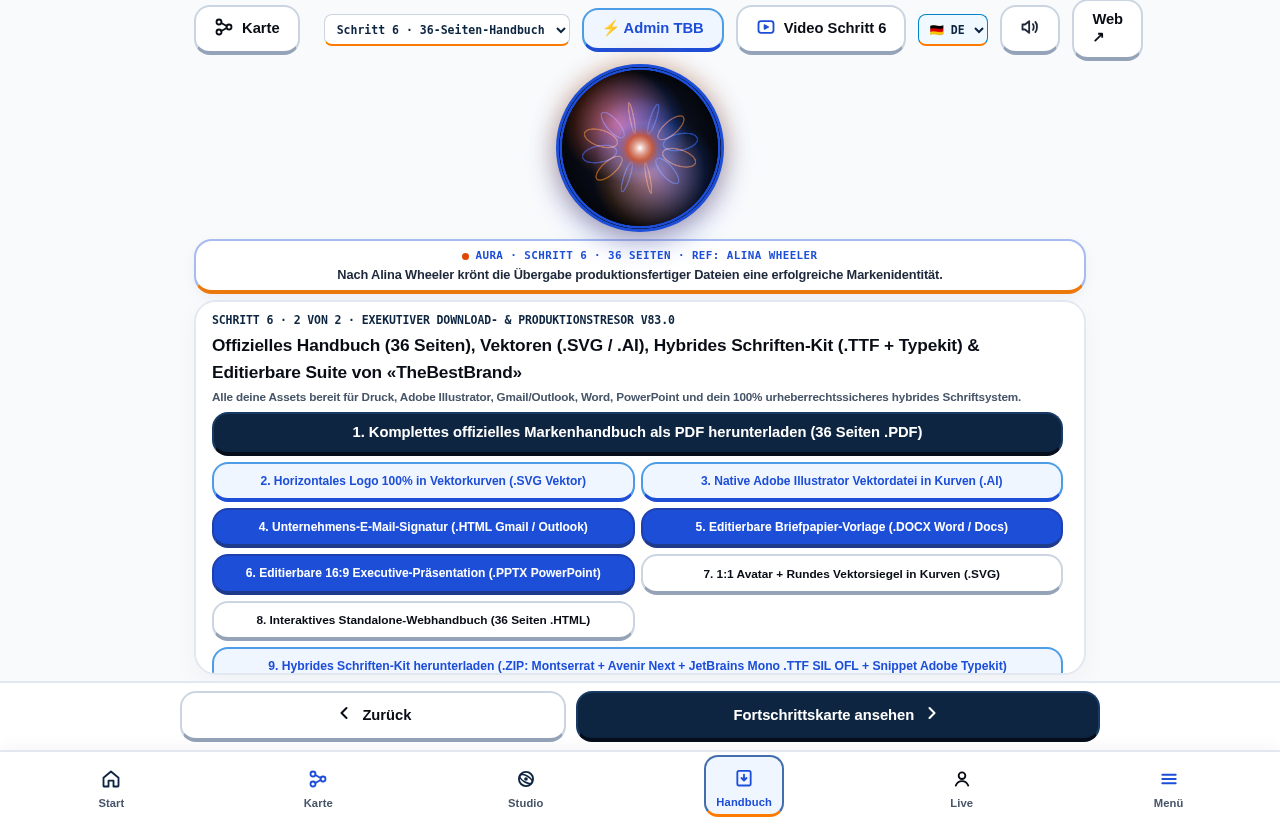 Karte
Schritt 6 · 36-Seiten-Handbuch
⚡ Admin TBB
Video Schritt 6
🇩🇪 DE
Web ↗
AURA · SCHRITT 6 · 36 SEITEN · REF: ALINA WHEELER
Nach Alina Wheeler krönt die Übergabe produktionsfertiger Dateien eine erfolgreiche Markenidentität.
SCHRITT 6 · 2 VON 2 · EXEKUTIVER DOWNLOAD- & PRODUKTIONSTRESOR V83.0
Offizielles Handbuch (36 Seiten), Vektoren (.SVG / .AI), Hybrides Schriften-Kit (.TTF + Typekit) &
Editierbare Suite von «TheBestBrand»
Alle deine Assets bereit für Druck, Adobe Illustrator, Gmail/Outlook, Word, PowerPoint und dein 100% urheberrechtssicheres hybrides Schriftsystem.
1. Komplettes offizielles Markenhandbuch als PDF herunterladen (36 Seiten .PDF)
2. Horizontales Logo 100% in Vektorkurven (.SVG Vektor)
3. Native Adobe Illustrator Vektordatei in Kurven (.AI)
4. Unternehmens-E-Mail-Signatur (.HTML Gmail / Outlook)
5. Editierbare Briefpapier-Vorlage (.DOCX Word / Docs)
6. Editierbare 16:9 Executive-Präsentation (.PPTX PowerPoint)
7. 1:1 Avatar + Rundes Vektorsiegel in Kurven (.SVG)
8. Interaktives Standalone-Webhandbuch (36 Seiten .HTML)
9. Hybrides Schriften-Kit herunterladen (.ZIP: Montserrat + Avenir Next + JetBrains Mono .TTF SIL OFL + Snippet Adobe Typekit)
Zurück
Fortschrittskarte ansehen
Start
Karte
Studio
Handbuch
Live
Menü